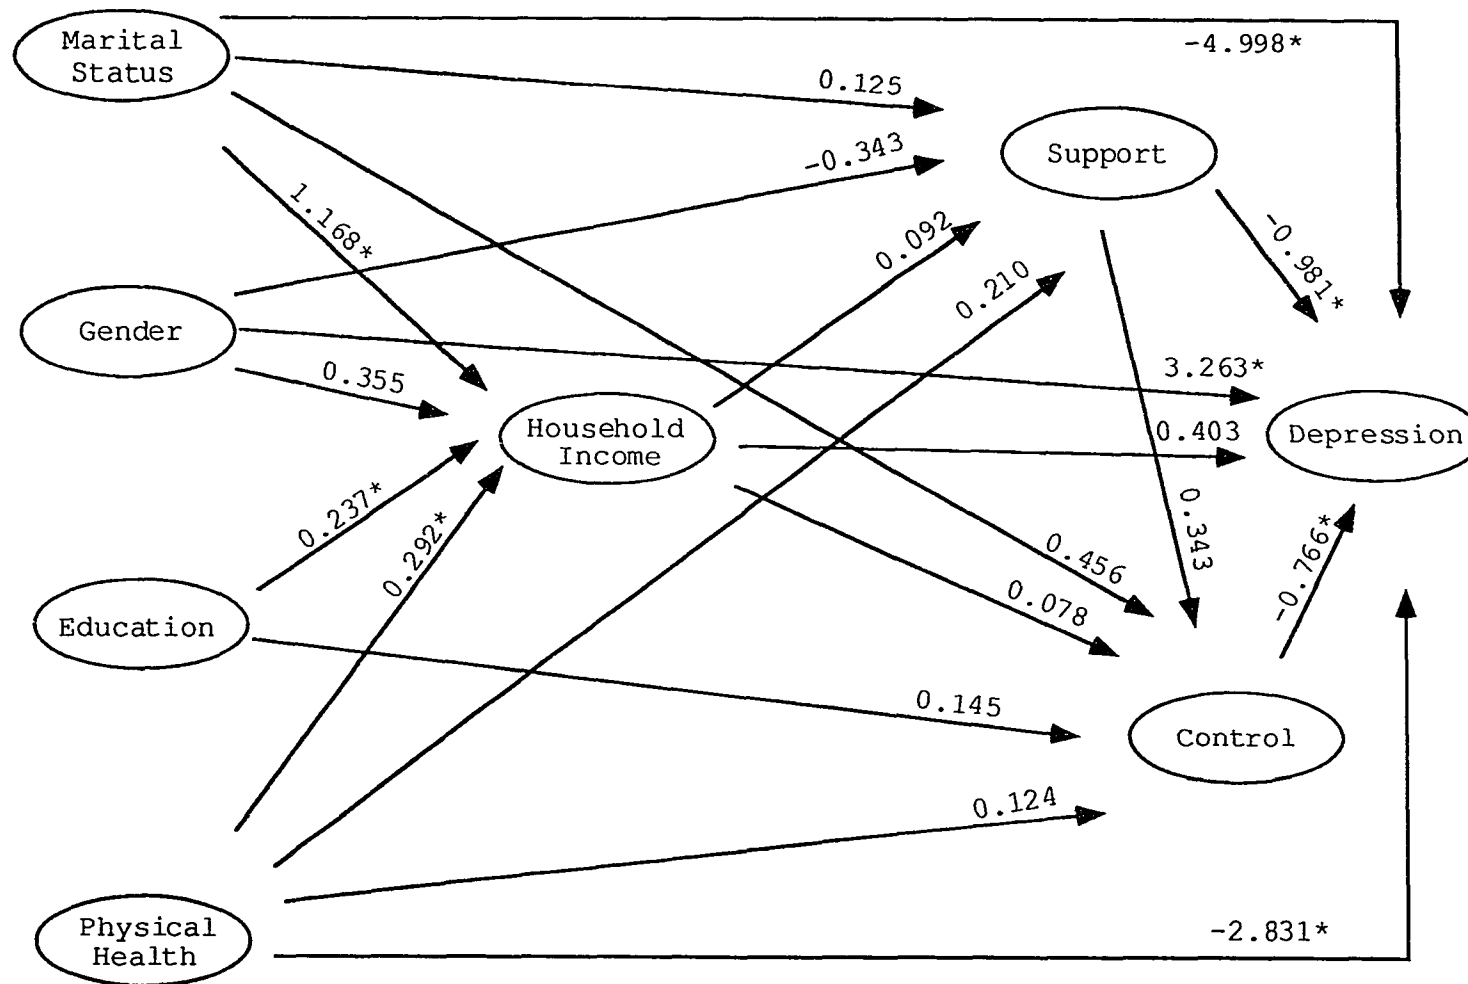 Marital
Status
-4.998*
0.125
-0.343
Support
1.168*
0.092
-0.981*
0.210
Gender
0.355
3.263*
Household
Income
0.403
Depression
0.237*
0.292*
0.343
-0.766*
0.456
0.078
Education
0.145
Control
0.124
Physical
Health
-2.831*